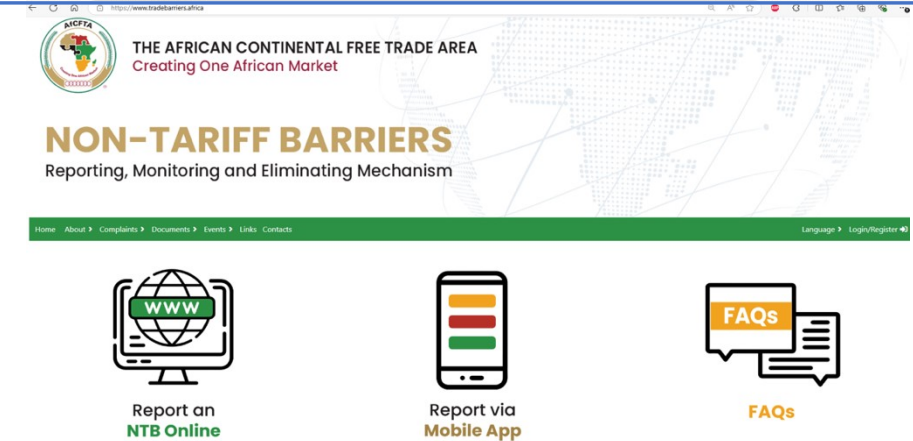 https://www.tradebarriers.africa
AfCFTA
THE AFRICAN CONTINENTAL FREE TRADE AREA
Creating One African Market
NON-TARIFF BARRIERS
Reporting, Monitoring and Eliminating Mechanism
Home About Complaints Documents Events Links Contacts Language Login/Register
WWW
FAQs
Report an
NTB Online
Report via
Mobile App
FAQs